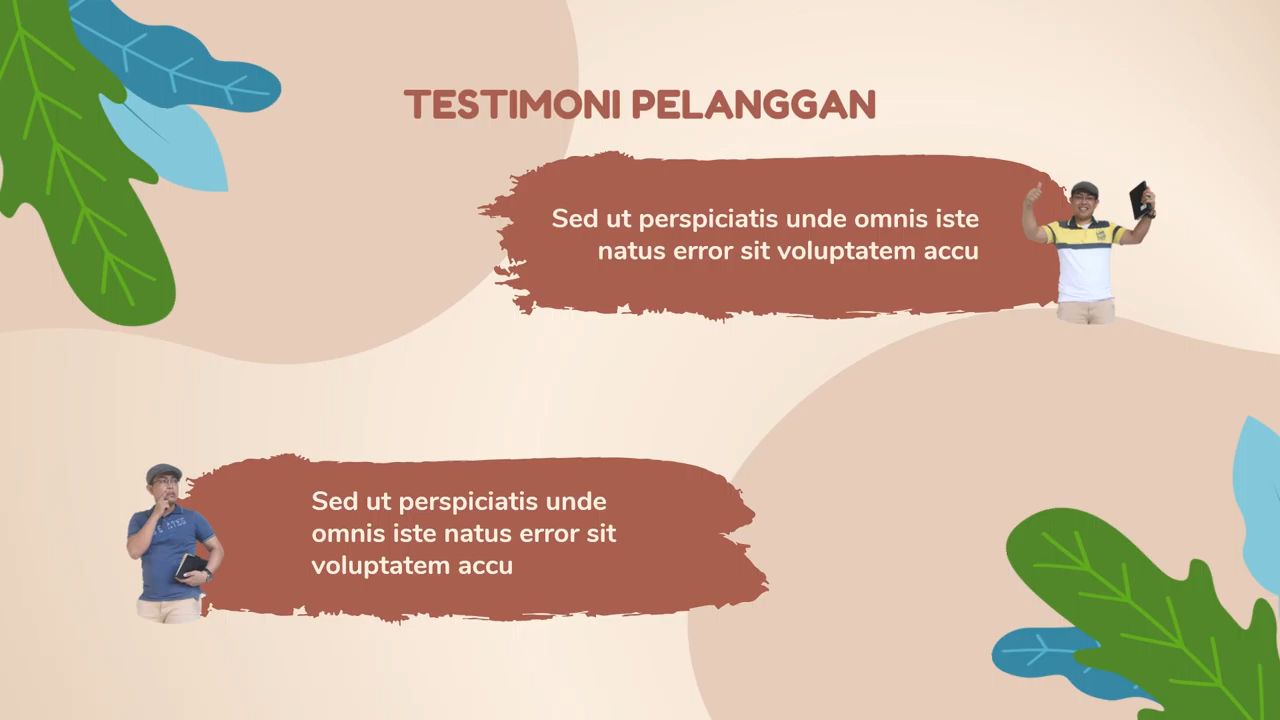 TESTIMONI PELANGGAN
Sed ut perspiciatis unde omnis iste
natus error sit voluptatem accu
Sed ut perspiciatis unde
omnis iste natus error sit
voluptatem accu